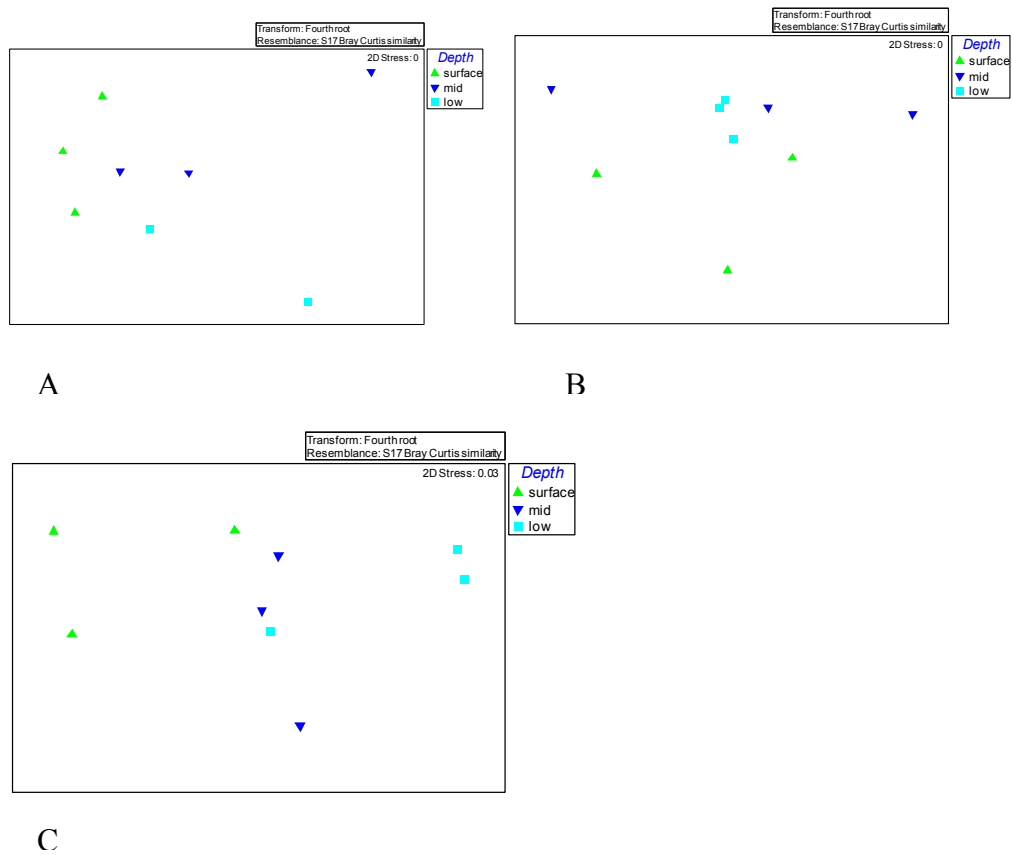 Transform: Fourth root
Resemblance: S17 Bray Curtis similarity
2D Stress: 0
Depth
surface
mid
low
A
Transform: Fourth root
Resemblance: S17 Bray Curtis similarity
2D Stress: 0
Depth
surface
mid
low
B
Transform: Fourth root
Resemblance: S17 Bray Curtis similarity
2D Stress: 0.03
Depth
surface
mid
low
C